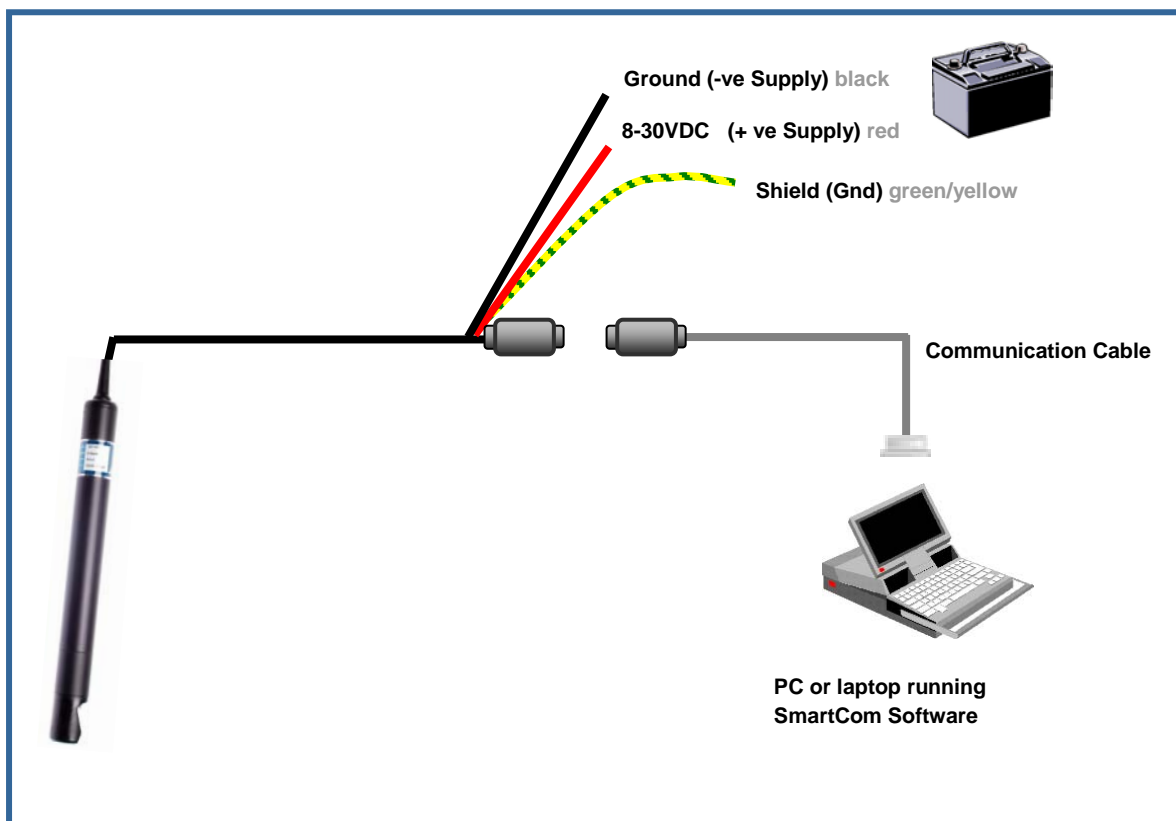 Ground (-ve Supply) black
8-30VDC (+ ve Supply) red
Shield (Gnd) green/yellow
Communication Cable
PC or laptop running
SmartCom Software